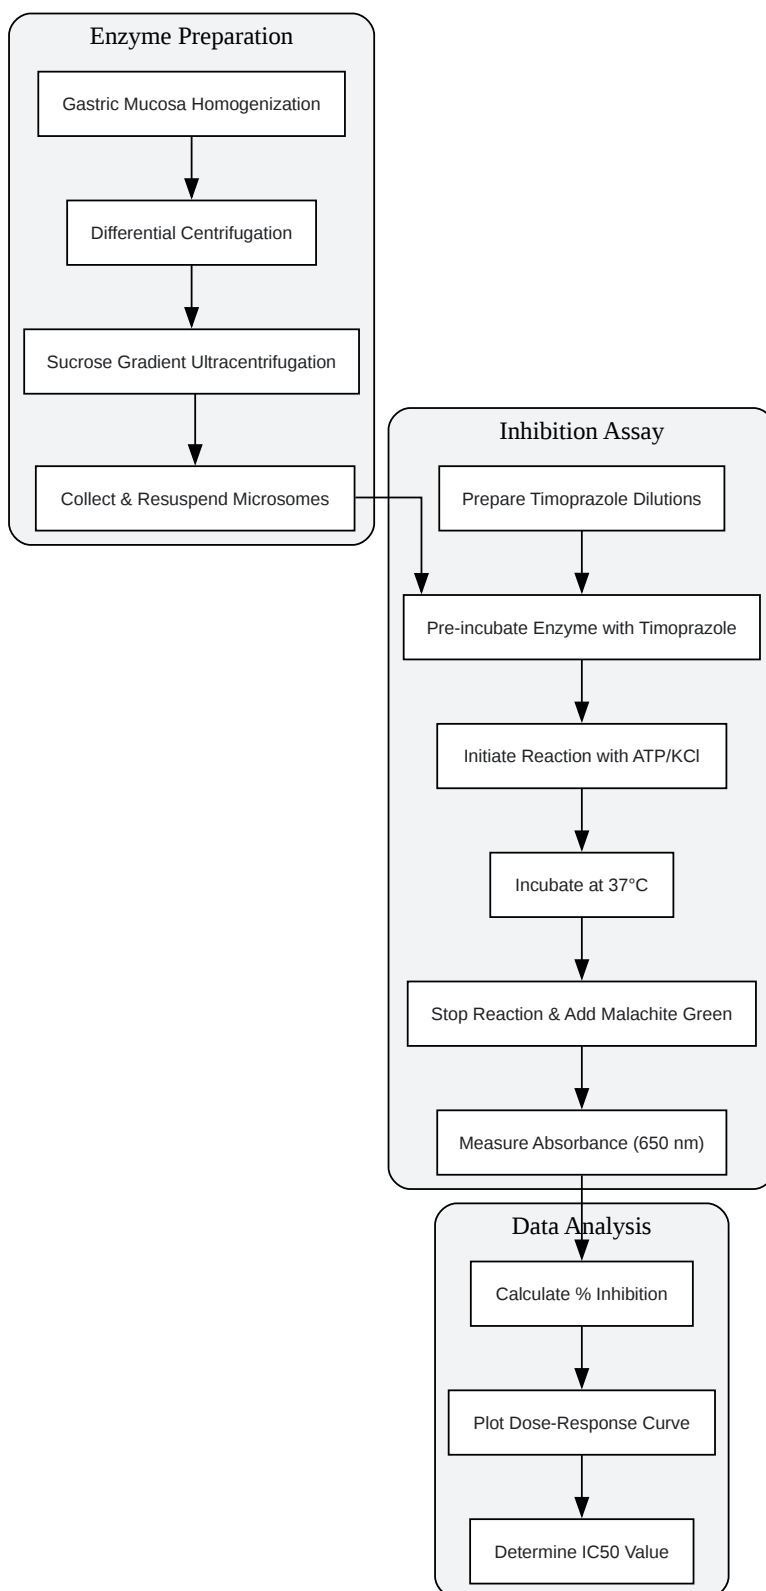 Enzyme Preparation
Gastric Mucosa Homogenization
Differential Centrifugation
Sucrose Gradient Ultracentrifugation
Collect & Resuspend Microsomes
Inhibition Assay
Prepare Timoprazole Dilutions
Pre-incubate Enzyme with Timoprazole
Initiate Reaction with ATP/KCl
Incubate at 37°C
Stop Reaction & Add Malachite Green
Measure Absorbance (650 nm)
Data Analysis
Calculate % Inhibition
Plot Dose-Response Curve
Determine IC50 Value